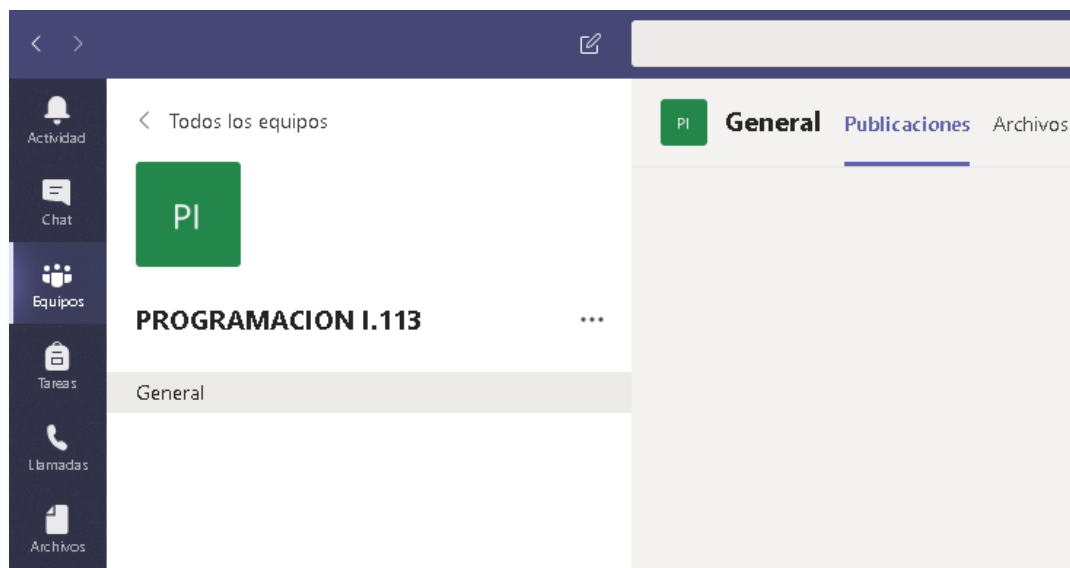 Actividad
Chat
Equipos
Tareas
Llamadas
Archivos
Todos los equipos
PI
PROGRAMACION I.113
General
PI General Publicaciones Archivos